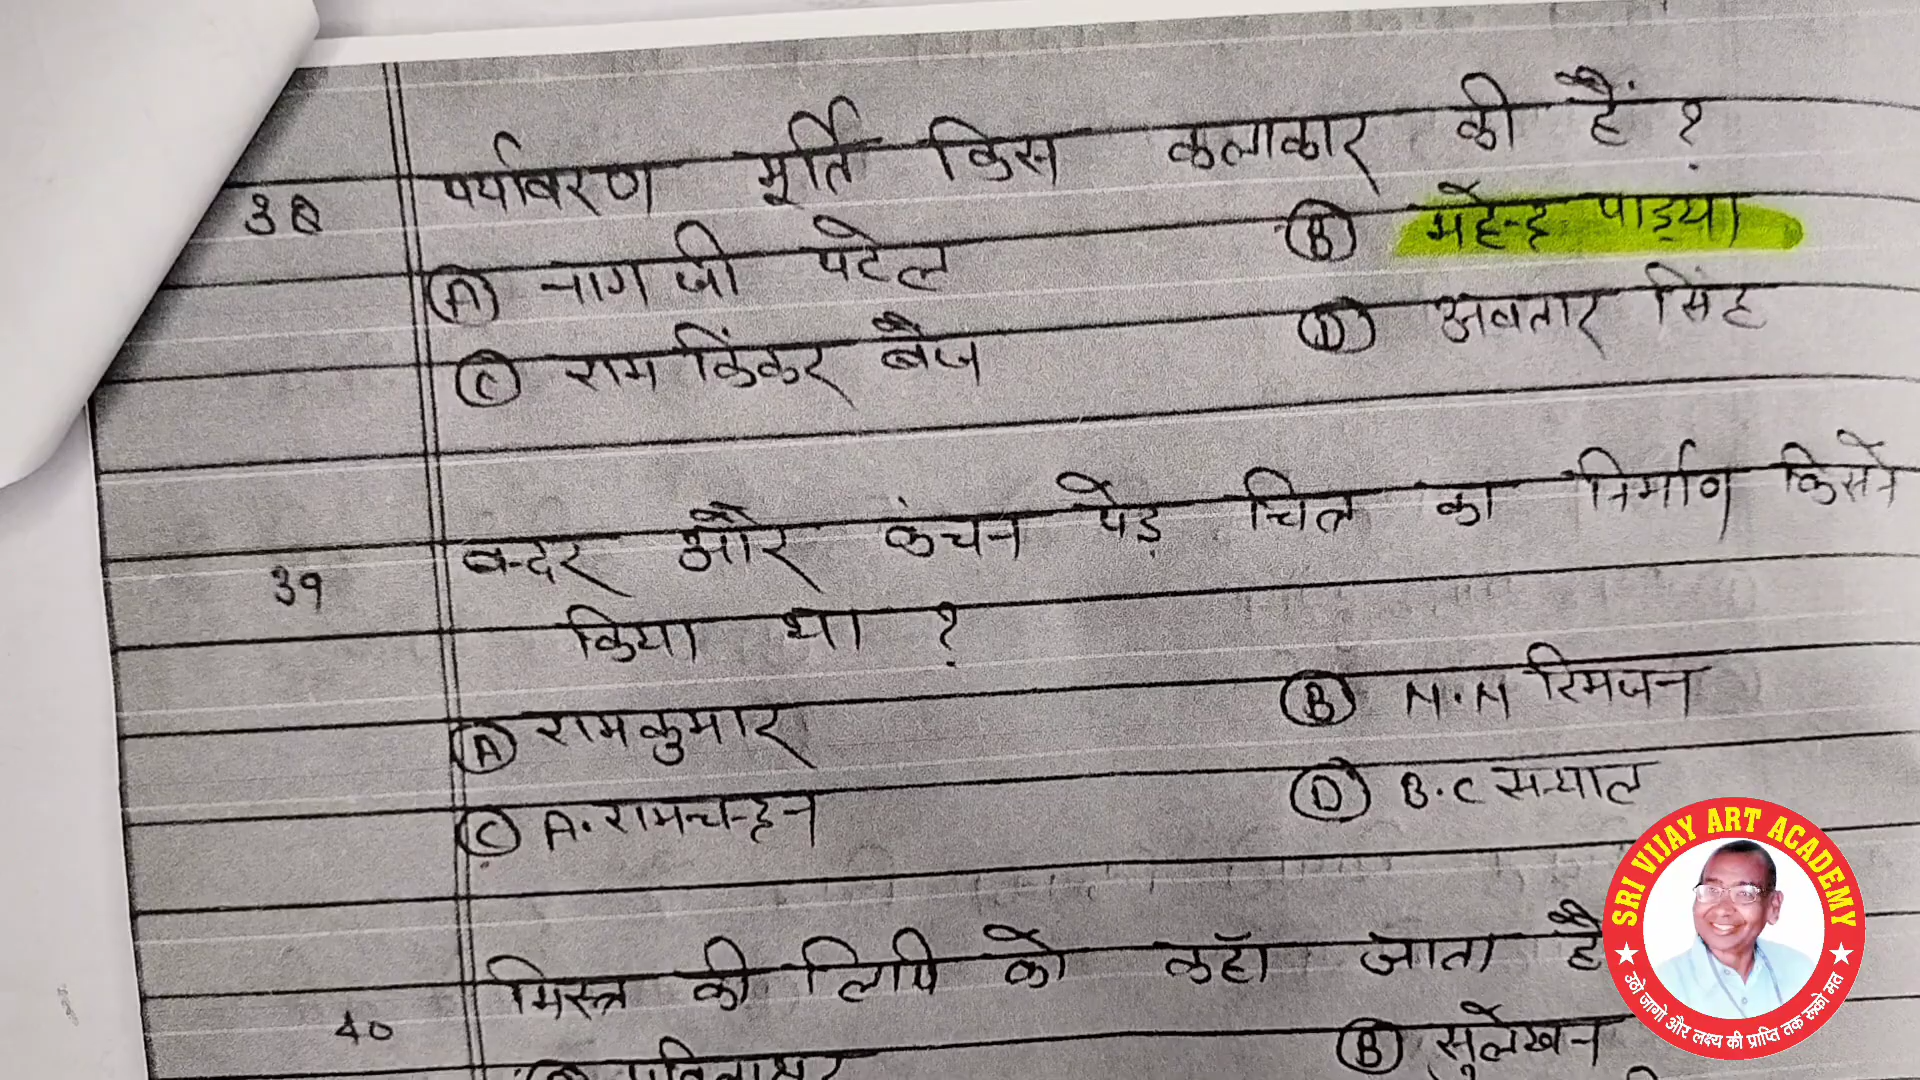 38 पर्यावरण मूर्ति किस कलाकार की हैं ?
(A) नागजी पटेल (B) महेन्द्र पाड्या
(C) राम किंकर बैज (D) अवतार सिंह
39 बन्दर और कंचन पेड़ चित्र का निर्माण किसने
किया था ?
(A) रामकुमार (B) N.N रिमजन
(C) A. रामचन्द्रन (D) B.C सन्याल
40 मिस्त्र की लिपि को कहाॅ जाता है
(B) सुलेखन
SRI VIJAY ART ACADEMY
उठो जागो और लक्ष्य की प्राप्ति तक रूको मत